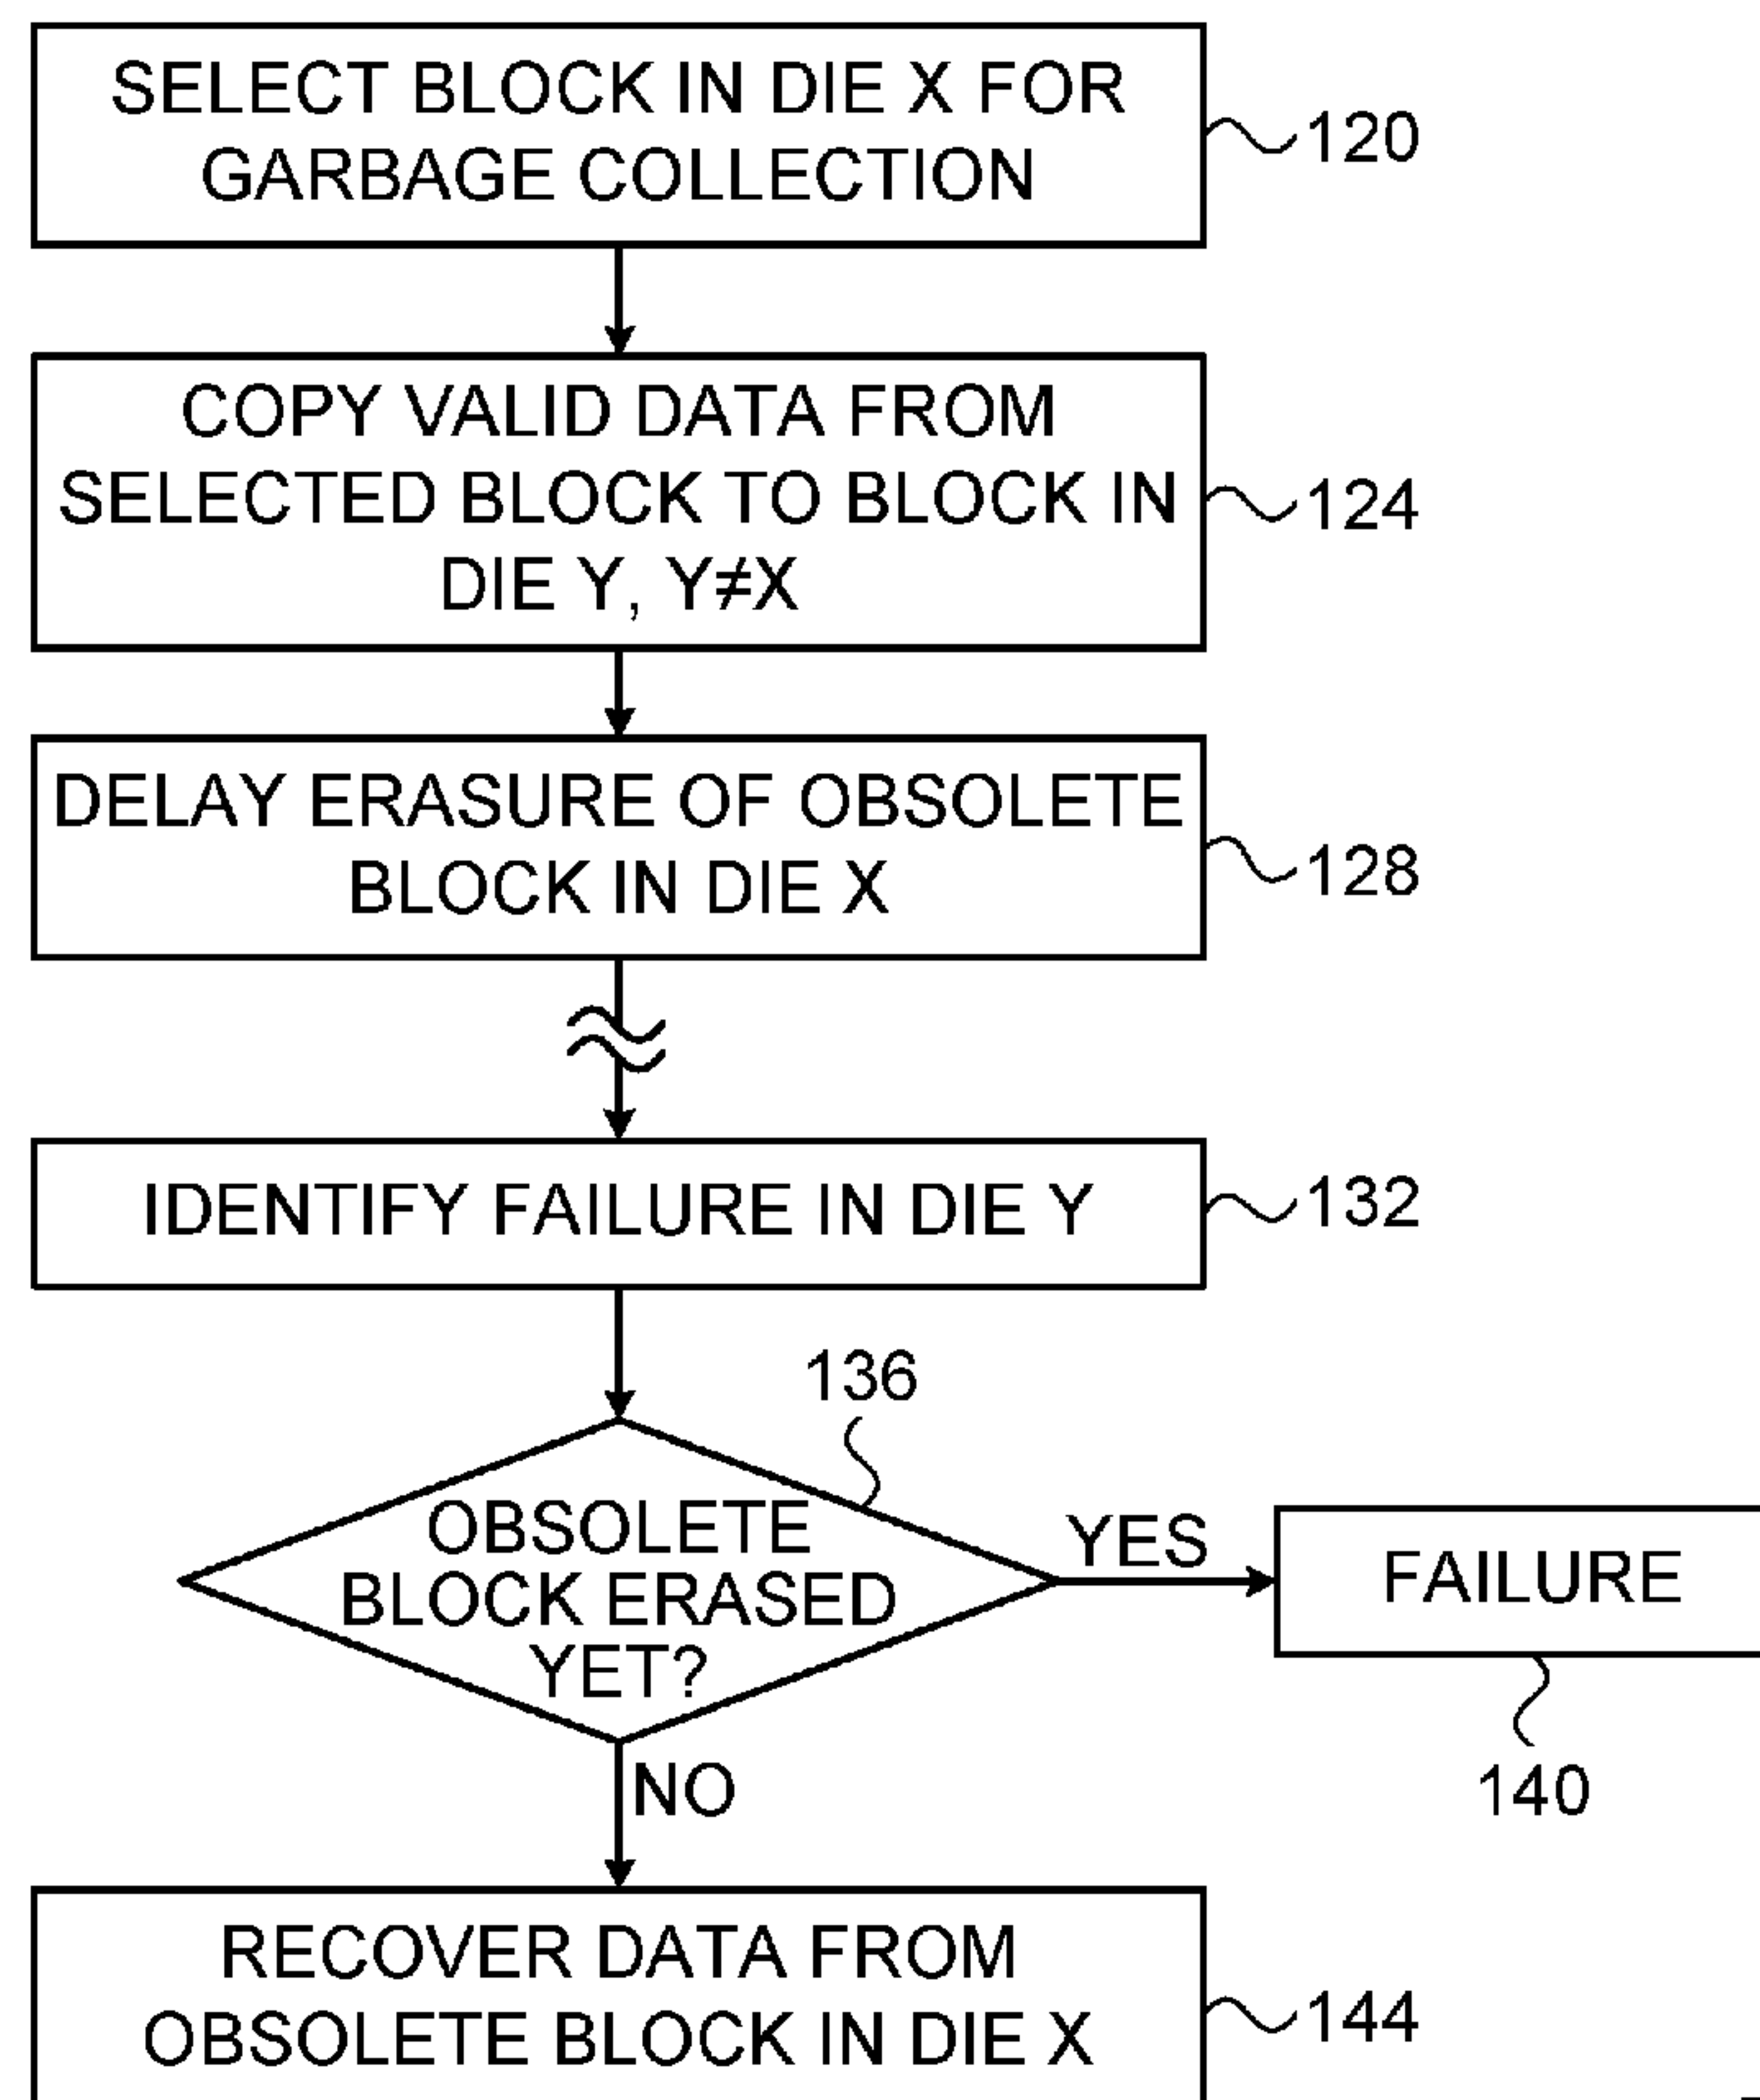 SELECT BLOCK IN DIE X FOR
GARBAGE COLLECTION
120
COPY VALID DATA FROM
SELECTED BLOCK TO BLOCK IN
DIE Y, Y≠X
124
DELAY ERASURE OF OBSOLETE
BLOCK IN DIE X
128
IDENTIFY FAILURE IN DIE Y
132
136
OBSOLETE
BLOCK ERASED
YET?
YES
FAILURE
140
NO
RECOVER DATA FROM
OBSOLETE BLOCK IN DIE X
144